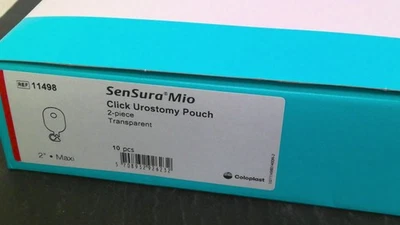 REF 11498
SenSura® Mio
Click Urostomy Pouch
2-piece
Transparent
2" • Maxi
10 pcs
Coloplast